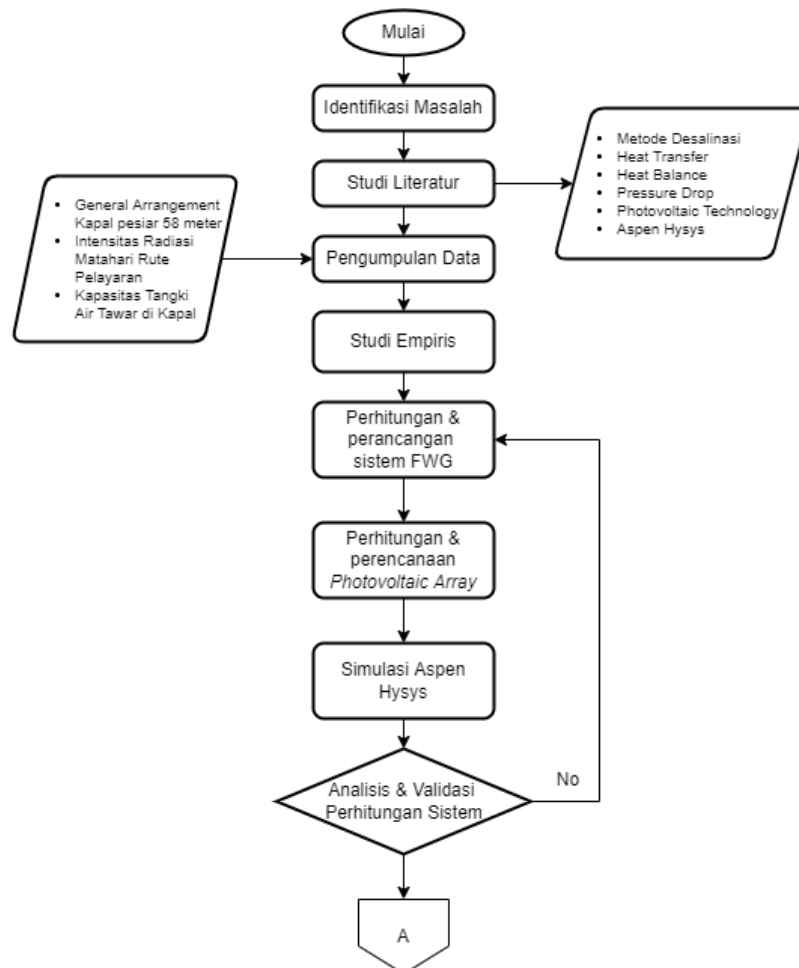 Mulai
Identifikasi Masalah
Studi Literatur
• Metode Desalinasi
• Heat Transfer
• Heat Balance
• Pressure Drop
• Photovoltaic Technology
• Aspen Hysys
• General Arrangement
Kapal pesiar 58 meter
• Intensitas Radiasi
Matahari Rute
Pelayaran
• Kapasitas Tangki
Air Tawar di Kapal
Pengumpulan Data
Studi Empiris
Perhitungan &
perancangan
sistem FWG
Perhitungan &
perencanaan
Photovoltaic Array
Simulasi Aspen
Hysys
Analisis & Validasi
Perhitungan Sistem
No
A